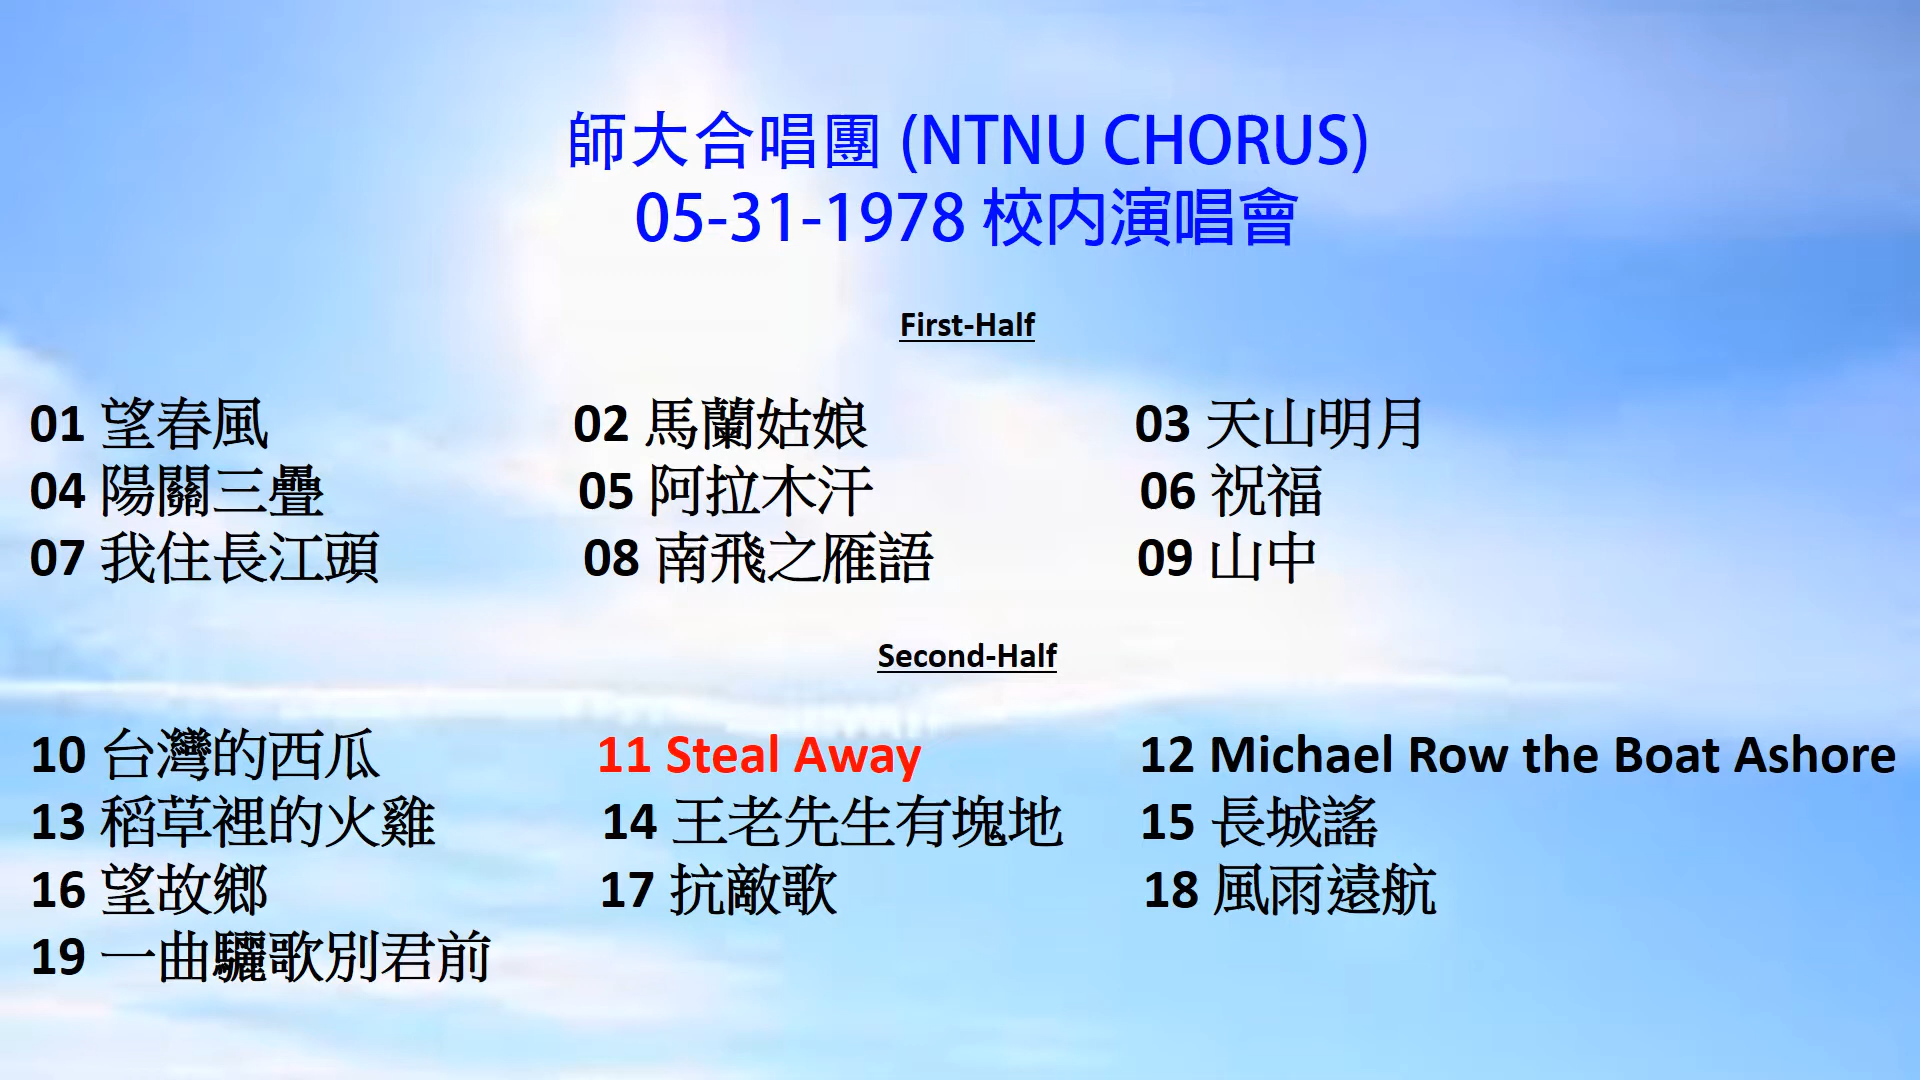 師大合唱團 (NTNU CHORUS)
05-31-1978 校内演唱會
First-Half
01 望春風 02 馬蘭姑娘 03 天山明月
04 陽關三疊 05 阿拉木汗 06 祝福
07 我住長江頭 08 南飛之雁語 09 山中
Second-Half
10 台灣的西瓜 11 Steal Away 12 Michael Row the Boat Ashore
13 稻草裡的火雞 14 王老先生有塊地 15 長城謠
16 望故鄉 17 抗敵歌 18 風雨遠航
19 一曲驪歌別君前